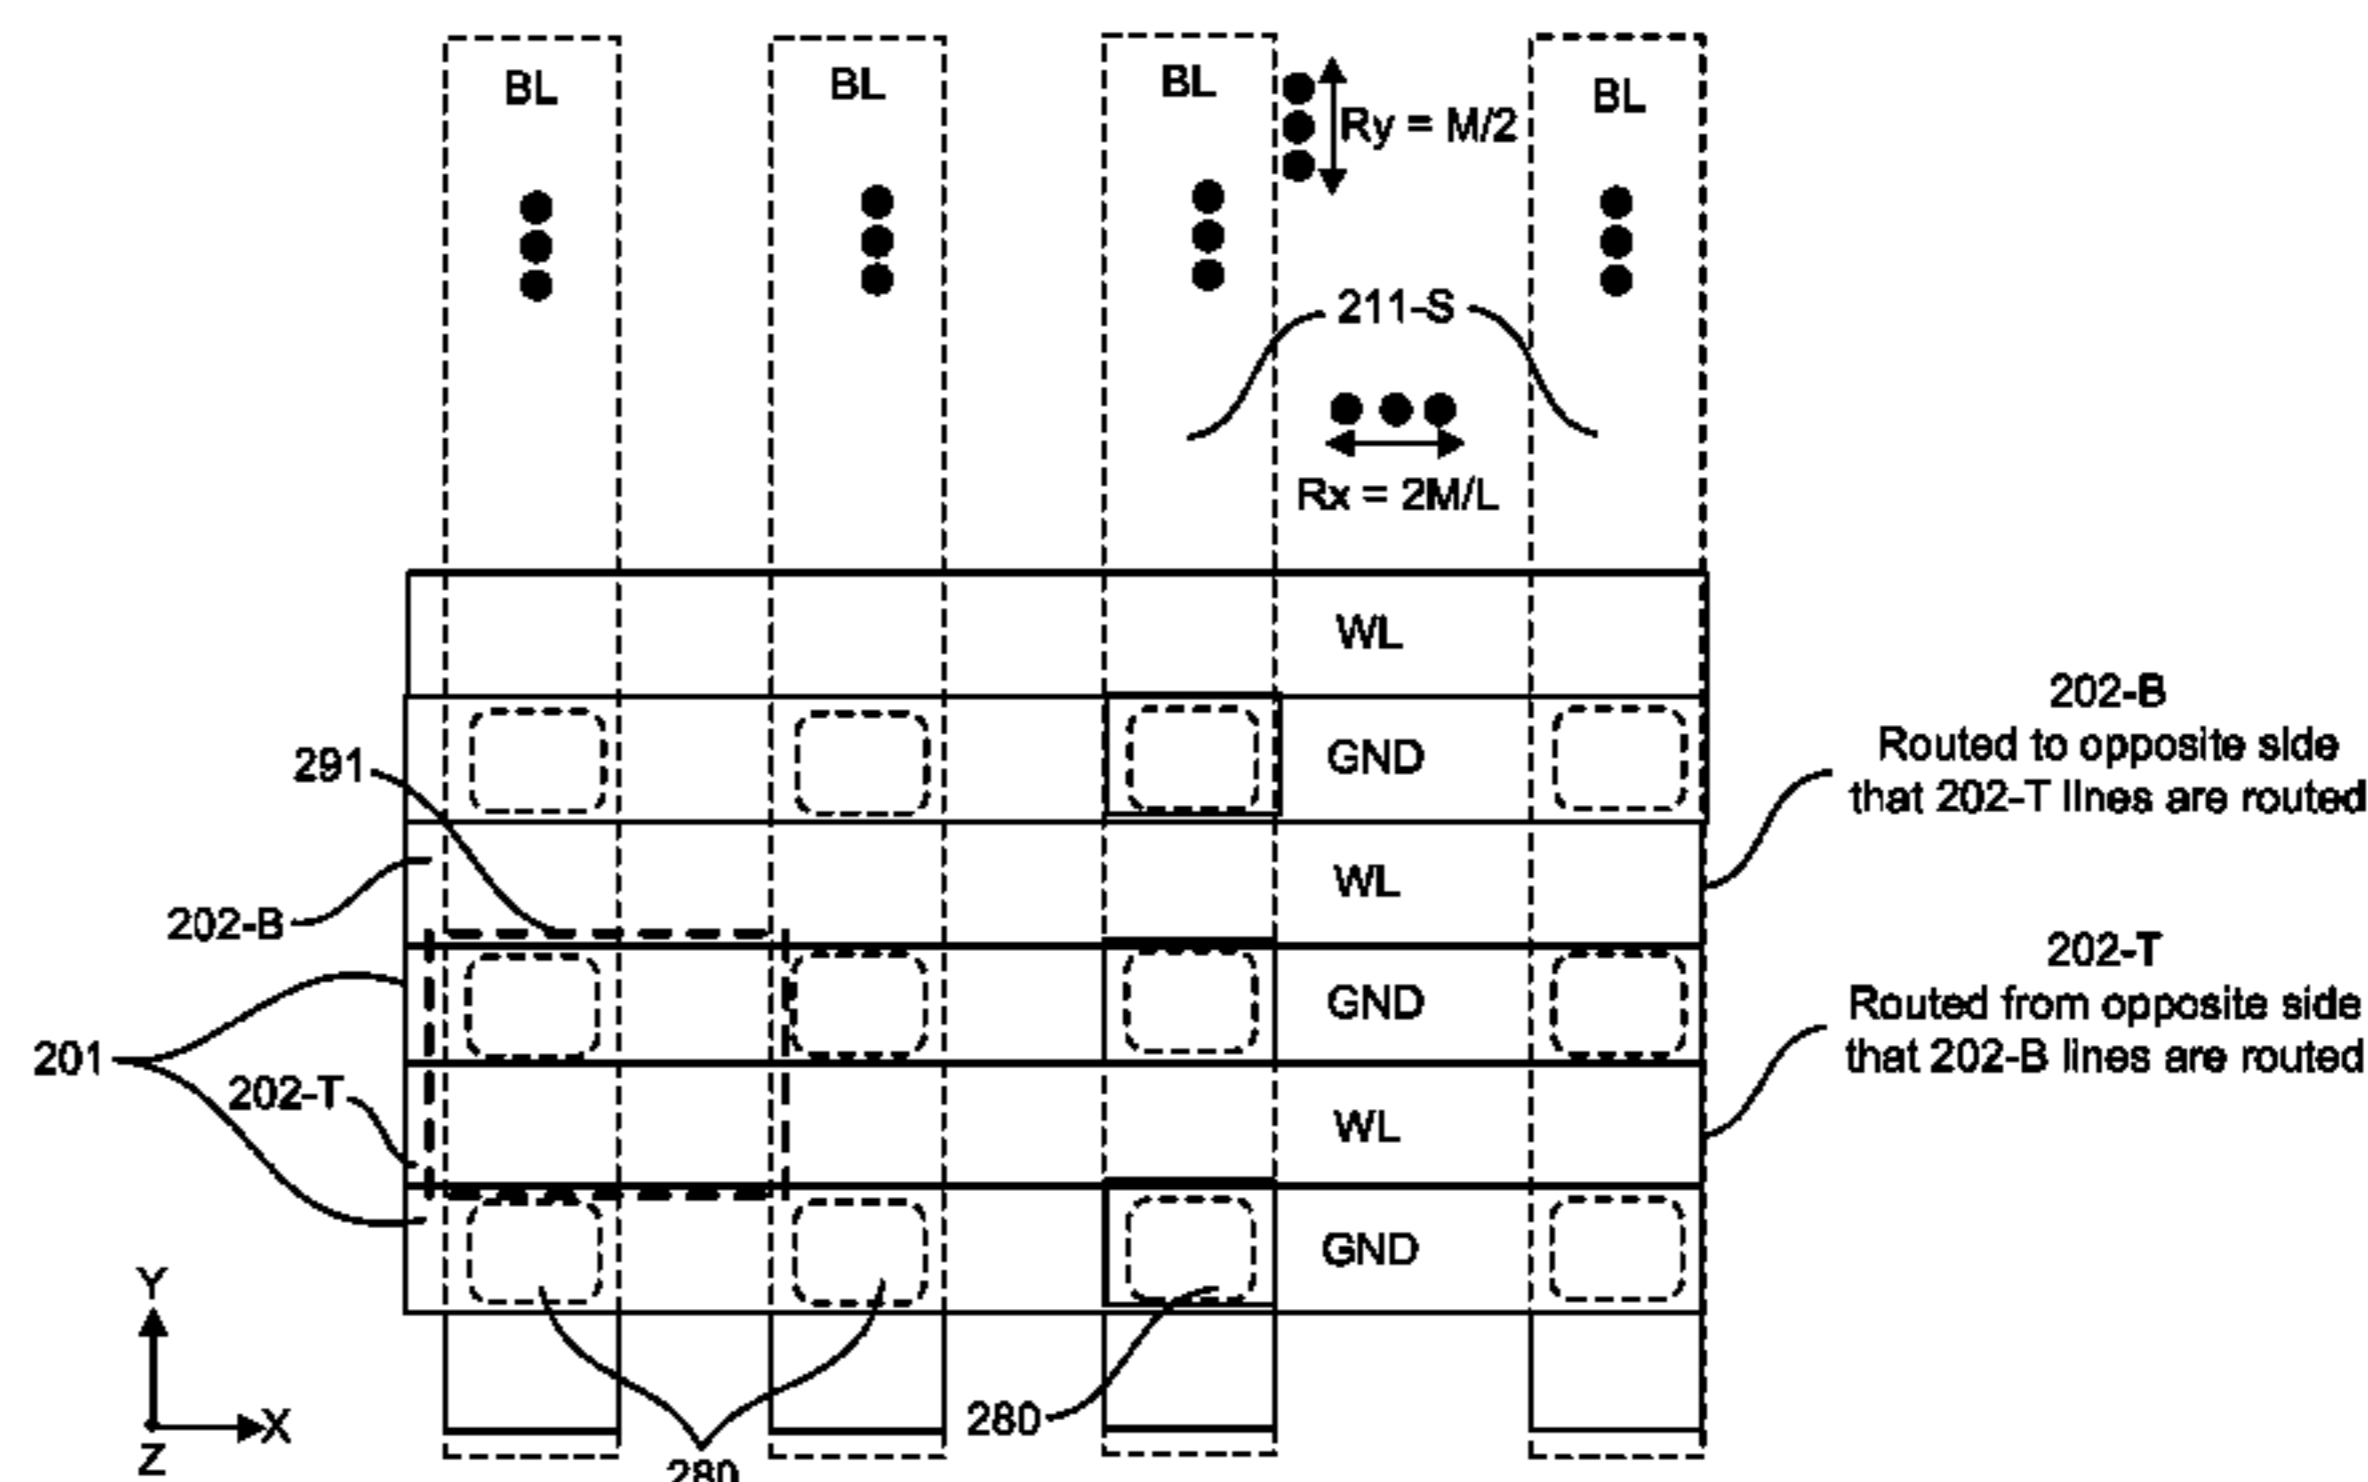 BL
BL
BL
BL
Ry = M/2
211-S
Rx = 2M/L
WL
202-B
Routed to opposite side
that 202-T lines are routed
GND
291
WL
202-B
202-T
Routed from opposite side
that 202-B lines are routed
GND
201
202-T
WL
GND
Y
X
Z
280
280